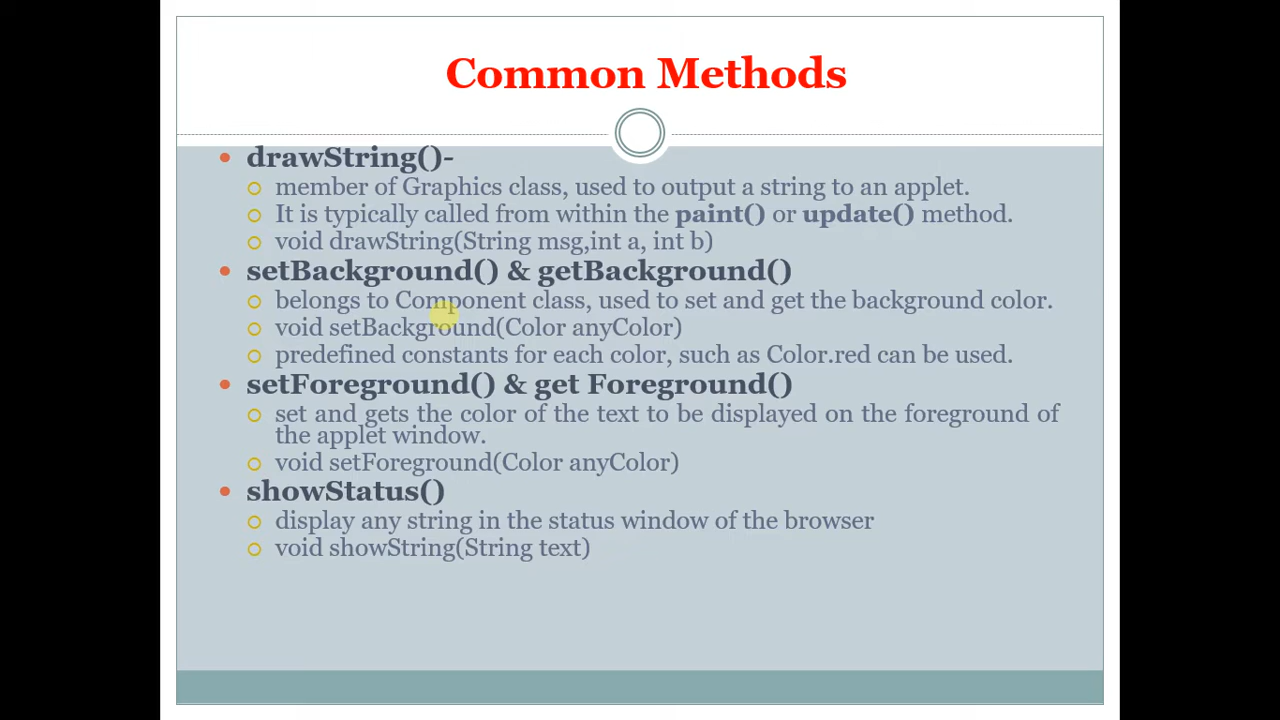 Common Methods
• drawString()-
member of Graphics class, used to output a string to an applet.
It is typically called from within the paint() or update() method.
void drawString(String msg,int a, int b)
• setBackground() & getBackground()
belongs to Component class, used to set and get the background color.
void setBackground(Color anyColor)
predefined constants for each color, such as Color.red can be used.
• setForeground() & get Foreground()
set and gets the color of the text to be displayed on the foreground of
the applet window.
void setForeground(Color anyColor)
• showStatus()
display any string in the status window of the browser
void showString(String text)